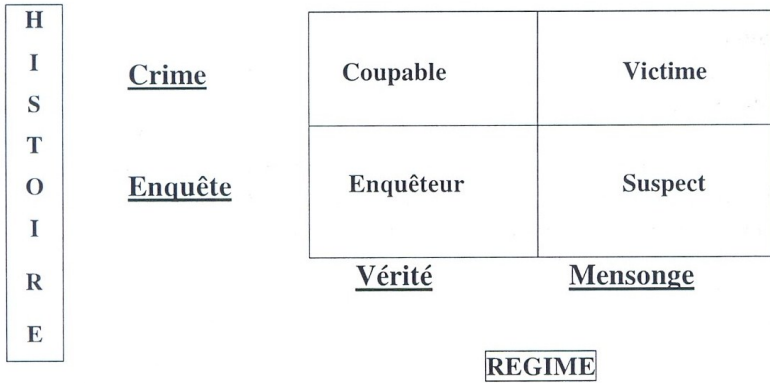 HISTOIRE
Crime
Coupable
Victime
Enquête
Enquêteur
Suspect
Vérité
Mensonge
REGIME